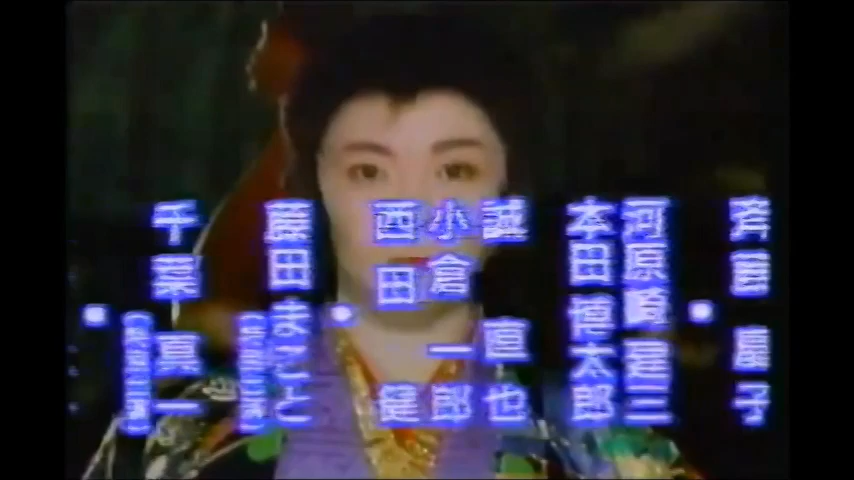 斉藤 慶子
河原崎 建三
本田博太郎
誠 直也
小倉 一郎
西田 健
藤田まこと
千葉真一